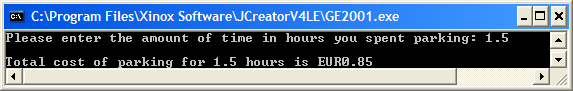 C:\Program Files\Xinox Software\JCreatorV4LE\GE2001.exe
Please enter the amount of time in hours you spent parking: 1.5
Total cost of parking for 1.5 hours is EUR0.85